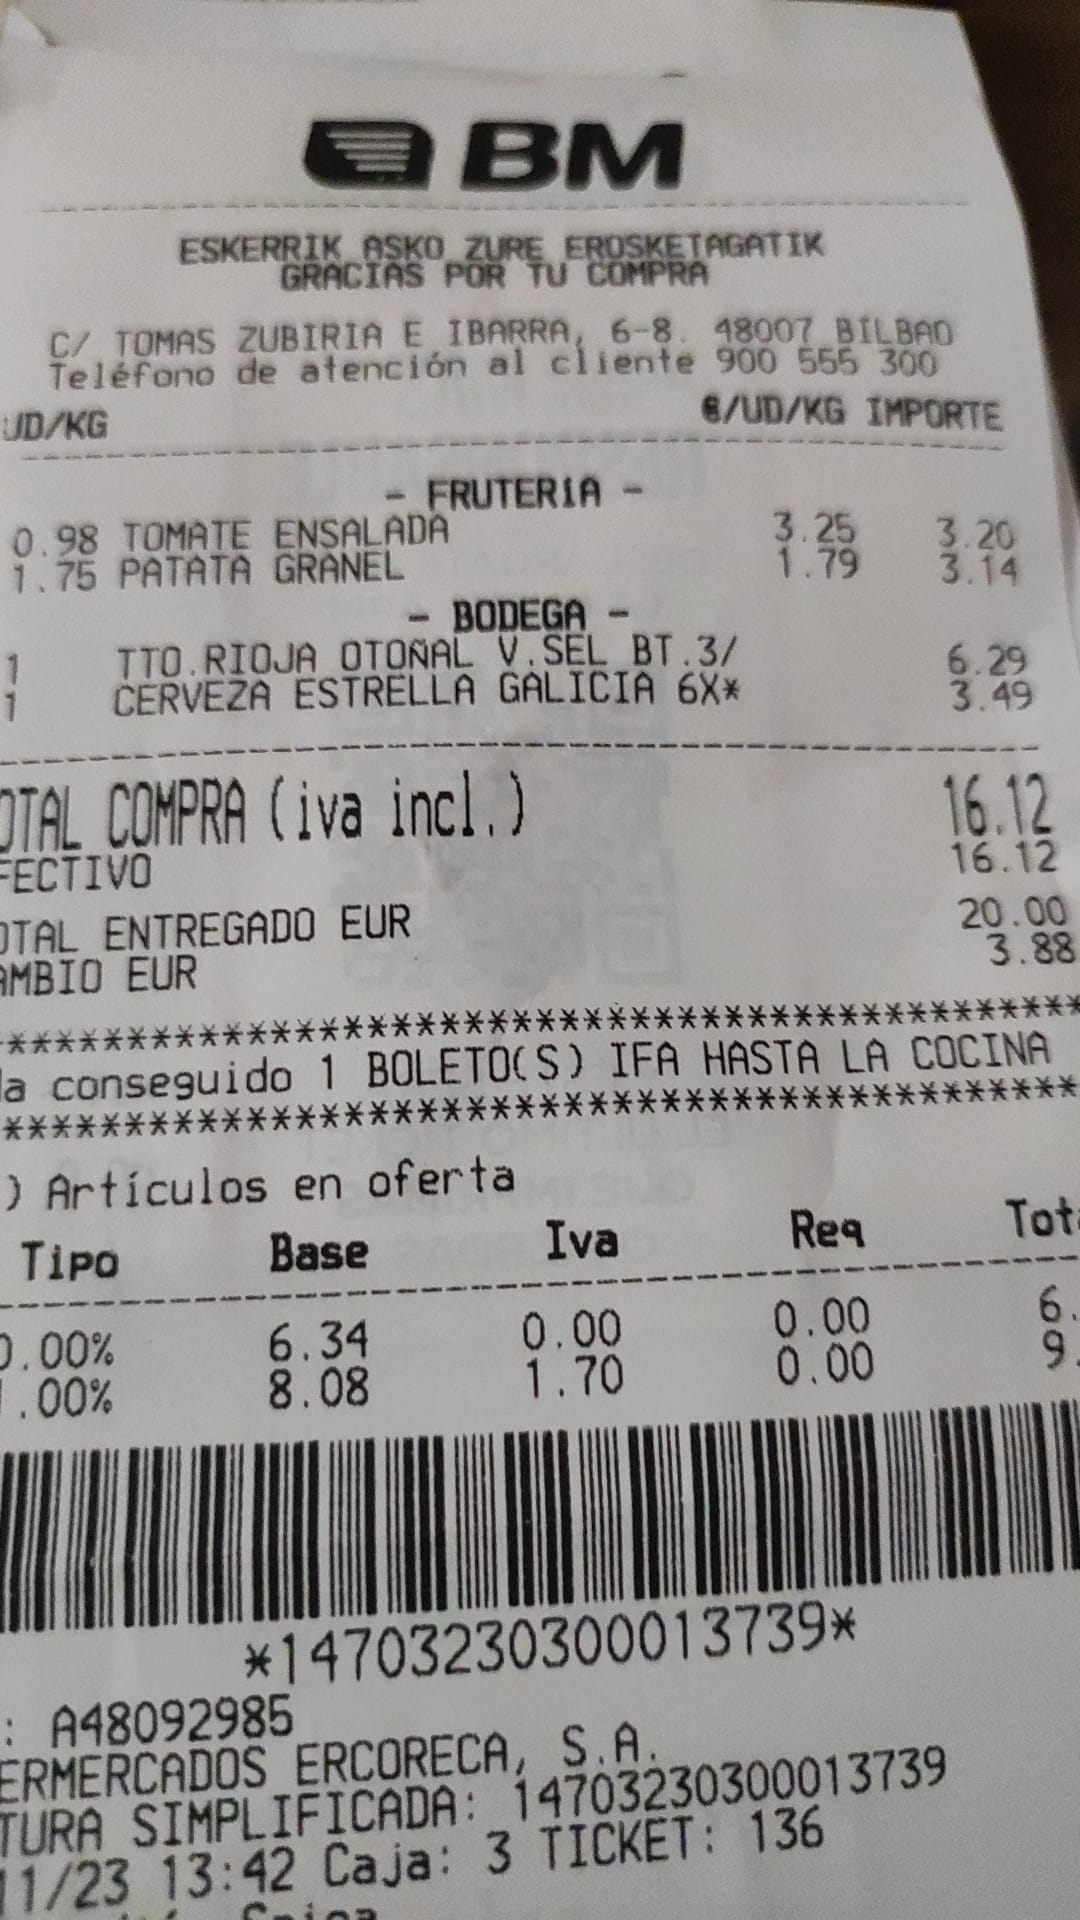 BM
ESKERRIK ASKO ZURE EROSKETAGATIK
GRACIAS POR TU COMPRA
C/ TOMAS ZUBIRIA E IBARRA, 6-8. 48007 BILBAO
Teléfono de atención al cliente 900 555 300
UD/KG €/UD/KG IMPORTE
- FRUTERIA -
0.98 TOMATE ENSALADA 3.25 3.20
1.75 PATATA GRANEL 1.79 3.14
- BODEGA -
1 TTO.RIOJA OTOÑAL V.SEL BT.3/ 6.29
1 CERVEZA ESTRELLA GALICIA 6X* 3.49
OTAL COMPRA (iva incl.) 16.12
FECTIVO 16.12
OTAL ENTREGADO EUR 20.00
AMBIO EUR 3.88
********************************************
a conseguido 1 BOLETO(S) IFA HASTA LA COCINA
********************************************
) Artículos en oferta
Tipo Base Iva Req Tot
0.00% 6.34 0.00 0.00 6.
.00% 8.08 1.70 0.00 9.
*14703230300013739*
: A48092985
ERMERCADOS ERCORECA, S.A.
TURA SIMPLIFICADA: 14703230300013739
11/23 13:42 Caja: 3 TICKET: 136